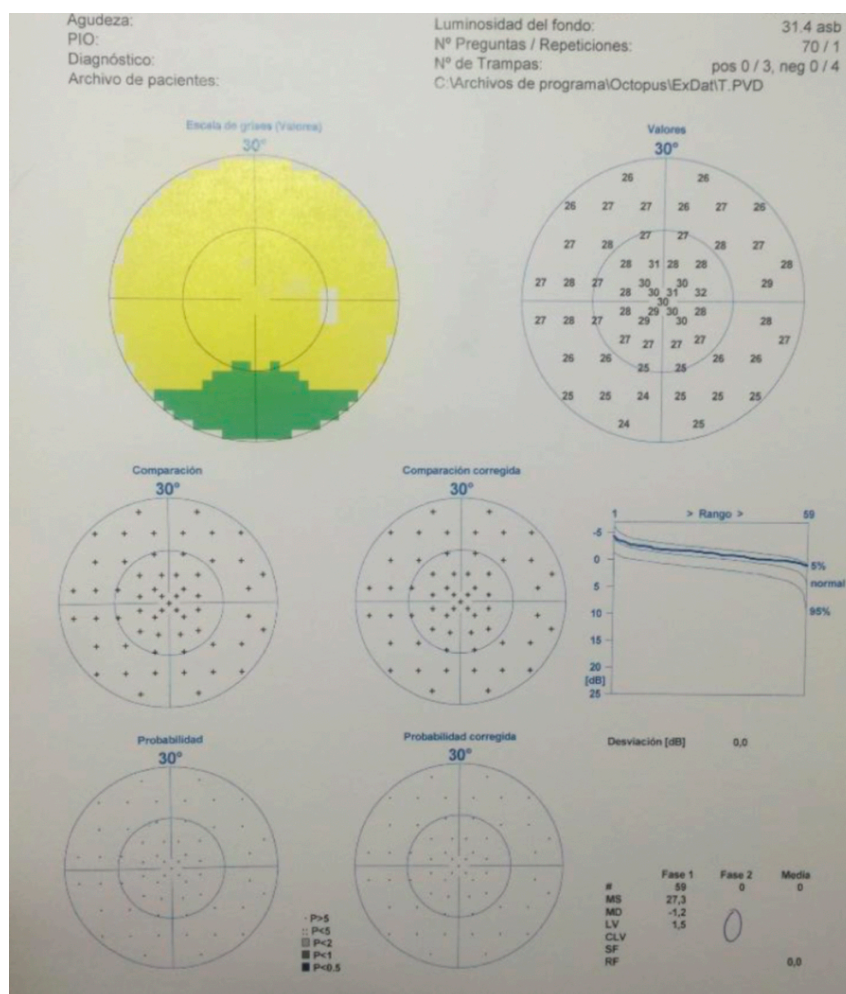 Agudeza:
PIO:
Diagnóstico:
Archivo de pacientes:
Luminosidad del fondo: 31.4 asb
Nº Preguntas / Repeticiones: 70 / 1
Nº de Trampas: pos 0 / 3, neg 0 / 4
C:\Archivos de programa\Octopus\ExDat\T.PVD
Escala de grises (Valores)
30°
Valores
30°
26 26
26 27 27 26 27 26
27 27
27 28 28 27
28 31 28 28 28
27 28 27 30 30 29
28 30 31 32
30
28 29 30 28
27 28 27 29 30 28
27 27 27 27 27
26 26 26 26
25 25
25 25 24 25 25 25
24 25
Comparación
30°
Comparación corregida
30°
1 > Rango > 59
-5
0
5
10
15
20
[dB]
25
5%
normal
95%
Probabilidad
30°
Probabilidad corregida
30°
Desviación [dB] 0,0
· P>5
:: P<5
P<2
P<1
P<0.5
Fase 1 Fase 2 Media
# 59 0 0
MS 27,3
MD -1,2
LV 1,5
CLV
SF
RF 0,0